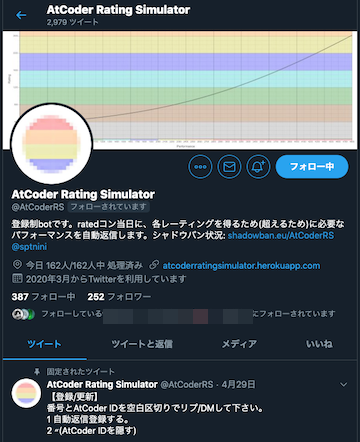 AtCoder Rating Simulator
2,979 ツイート
Performance
フォロー中
AtCoder Rating Simulator
@AtCoderRS フォローされています
登録制botです。ratedコン当日に、各レーティングを得るため(超えるため)に必要な
パフォーマンスを自動返信します。シャドウバン状況: shadowban.eu/AtCoderRS
@sptnini
今日 162人/162人中 処理済み atcoderratingsimulator.herokuapp.com
2020年3月からTwitterを利用しています
387 フォロー中 252 フォロワー
フォローしている にフォローされています
ツイート ツイートと返信 メディア いいね
固定されたツイート
AtCoder Rating Simulator @AtCoderRS · 4月29日
【登録/更新】
番号とAtCoder IDを空白区切りでリプ/DMして下さい。
1 自動返信登録する。
2 〃(AtCoder IDを隠す)